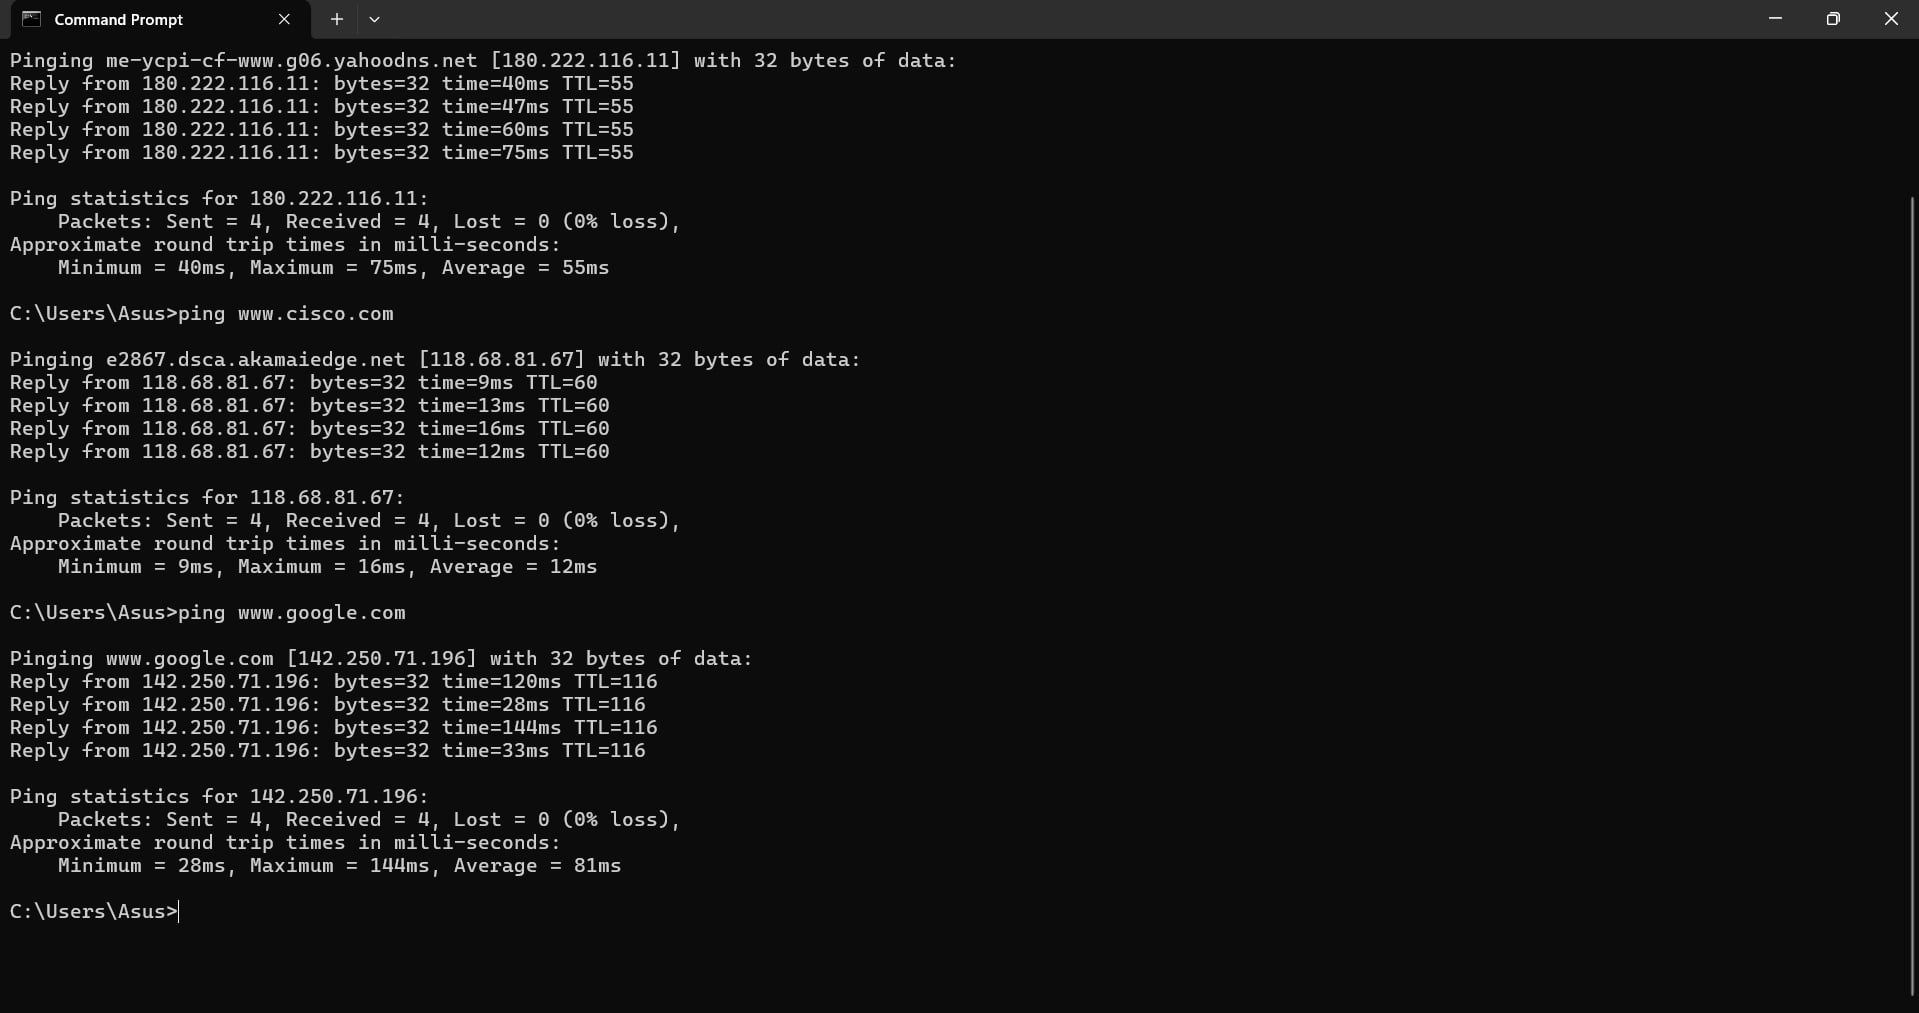 Command Prompt
Pinging me-ycpi-cf-www.g06.yahoodns.net [180.222.116.11] with 32 bytes of data:
Reply from 180.222.116.11: bytes=32 time=40ms TTL=55
Reply from 180.222.116.11: bytes=32 time=47ms TTL=55
Reply from 180.222.116.11: bytes=32 time=60ms TTL=55
Reply from 180.222.116.11: bytes=32 time=75ms TTL=55

Ping statistics for 180.222.116.11:
    Packets: Sent = 4, Received = 4, Lost = 0 (0% loss),
Approximate round trip times in milli-seconds:
    Minimum = 40ms, Maximum = 75ms, Average = 55ms

C:\Users\Asus>ping www.cisco.com

Pinging e2867.dsca.akamaiedge.net [118.68.81.67] with 32 bytes of data:
Reply from 118.68.81.67: bytes=32 time=9ms TTL=60
Reply from 118.68.81.67: bytes=32 time=13ms TTL=60
Reply from 118.68.81.67: bytes=32 time=16ms TTL=60
Reply from 118.68.81.67: bytes=32 time=12ms TTL=60

Ping statistics for 118.68.81.67:
    Packets: Sent = 4, Received = 4, Lost = 0 (0% loss),
Approximate round trip times in milli-seconds:
    Minimum = 9ms, Maximum = 16ms, Average = 12ms

C:\Users\Asus>ping www.google.com

Pinging www.google.com [142.250.71.196] with 32 bytes of data:
Reply from 142.250.71.196: bytes=32 time=120ms TTL=116
Reply from 142.250.71.196: bytes=32 time=28ms TTL=116
Reply from 142.250.71.196: bytes=32 time=144ms TTL=116
Reply from 142.250.71.196: bytes=32 time=33ms TTL=116

Ping statistics for 142.250.71.196:
    Packets: Sent = 4, Received = 4, Lost = 0 (0% loss),
Approximate round trip times in milli-seconds:
    Minimum = 28ms, Maximum = 144ms, Average = 81ms

C:\Users\Asus>